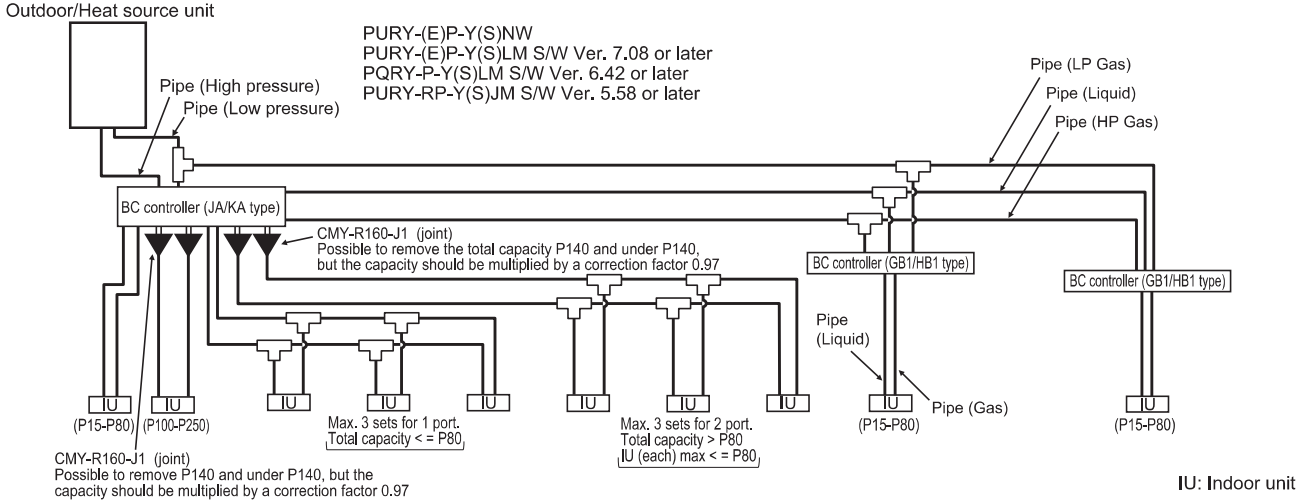 Outdoor/Heat source unit
PURY-(E)P-Y(S)NW
PURY-(E)P-Y(S)LM S/W Ver. 7.08 or later
PQRY-P-Y(S)LM S/W Ver. 6.42 or later
PURY-RP-Y(S)JM S/W Ver. 5.58 or later
Pipe (High pressure)
Pipe (Low pressure)
Pipe (LP Gas)
Pipe (Liquid)
Pipe (HP Gas)
BC controller (JA/KA type)
CMY-R160-J1 (joint)
Possible to remove the total capacity P140 and under P140,
but the capacity should be multiplied by a correction factor 0.97
BC controller (GB1/HB1 type)
BC controller (GB1/HB1 type)
Pipe
(Liquid)
Pipe (Gas)
IU
(P15-P80)
IU
(P100-P250)
IU
IU
IU
Max. 3 sets for 1 port.
Total capacity < = P80
IU
IU
IU
Max. 3 sets for 2 port.
Total capacity > P80
IU (each) max < = P80
IU
(P15-P80)
IU
(P15-P80)
CMY-R160-J1 (joint)
Possible to remove P140 and under P140, but the
capacity should be multiplied by a correction factor 0.97
IU: Indoor unit